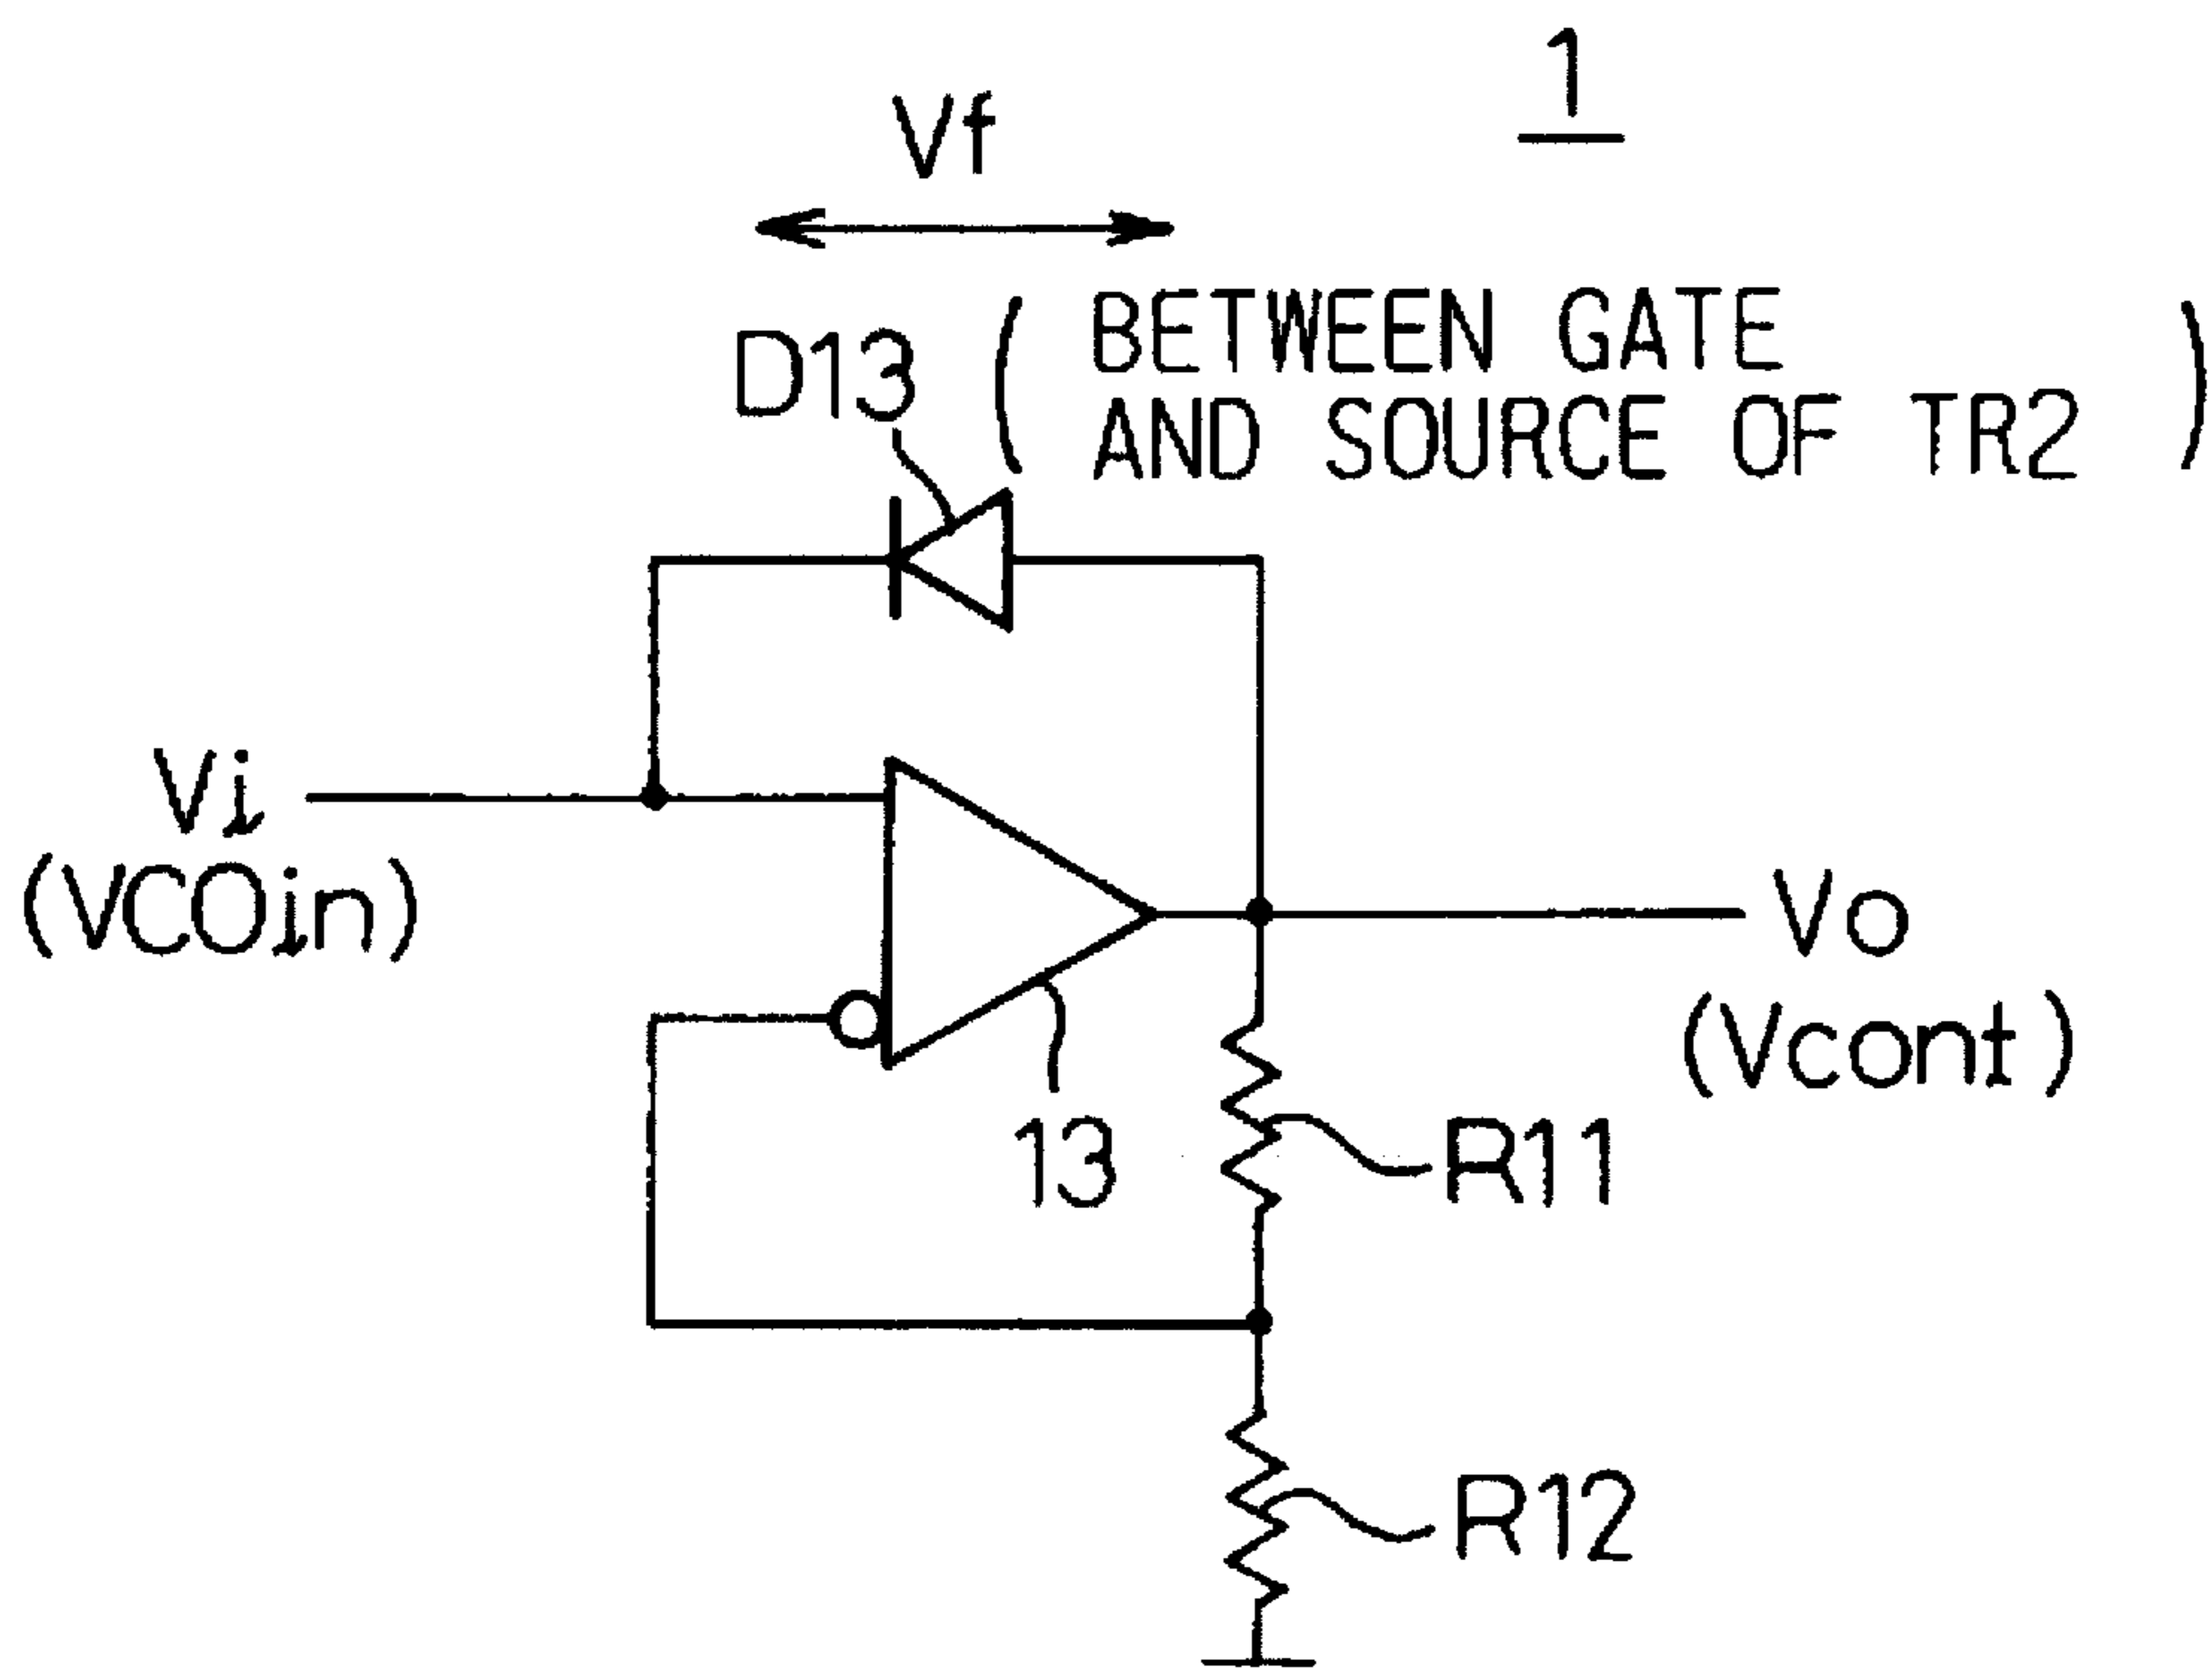 1
Vf
D13
( BETWEEN GATE
AND SOURCE OF TR2 )
Vi
(VCOin)
Vo
(Vcont)
13
R11
R12